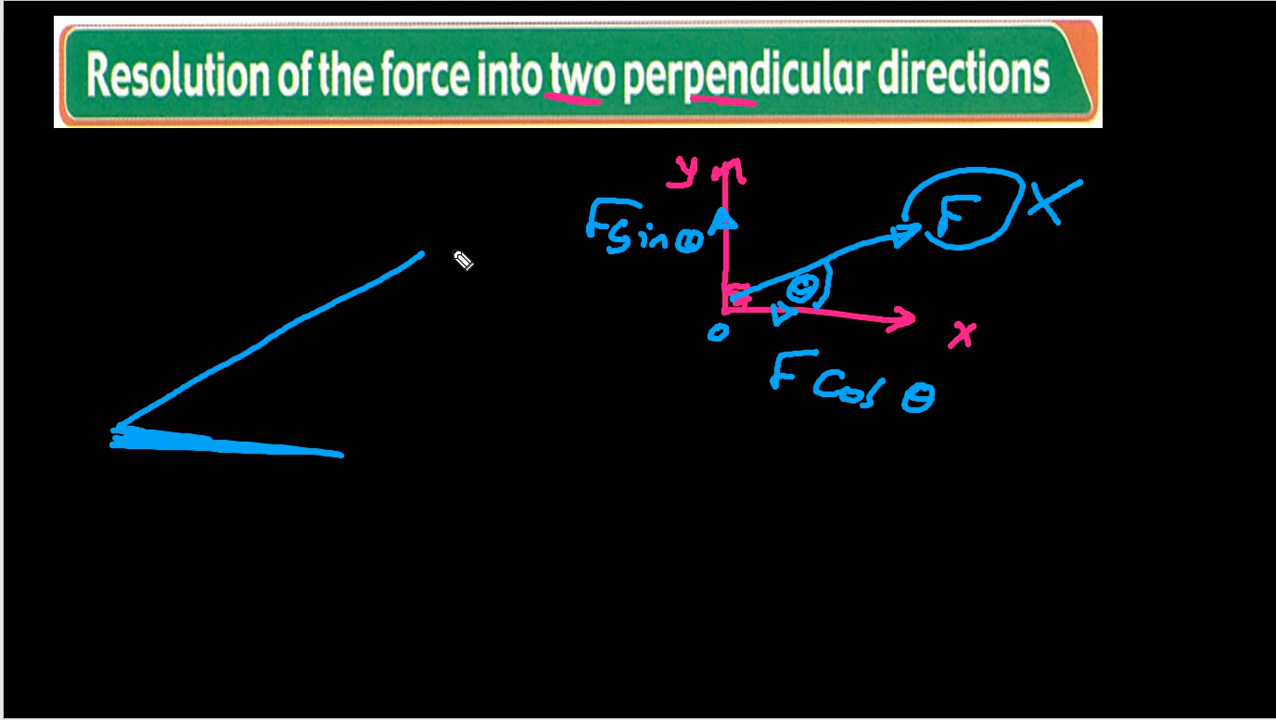 Resolution of the force into two perpendicular directions
y
F X
F sin θ
θ
o
x
F Cos θ